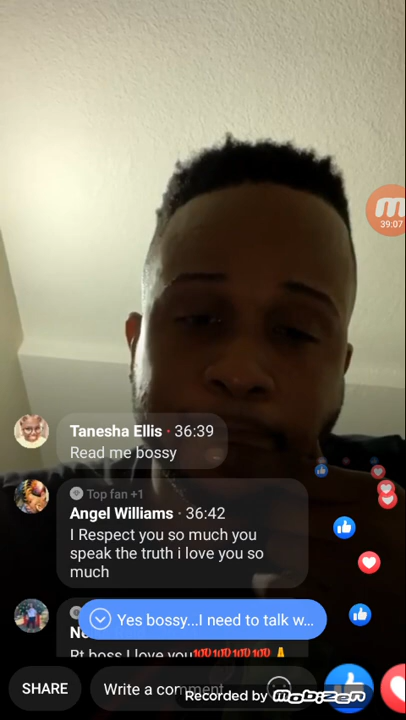 39:07
Tanesha Ellis · 36:39
Read me bossy
Top fan +1
Angel Williams · 36:42
I Respect you so much you
speak the truth i love you so
much
Yes bossy...I need to talk w...
Ne
Pt boss I love you💯💯💯💯🙏
SHARE
Write a comment
Recorded by mobizen